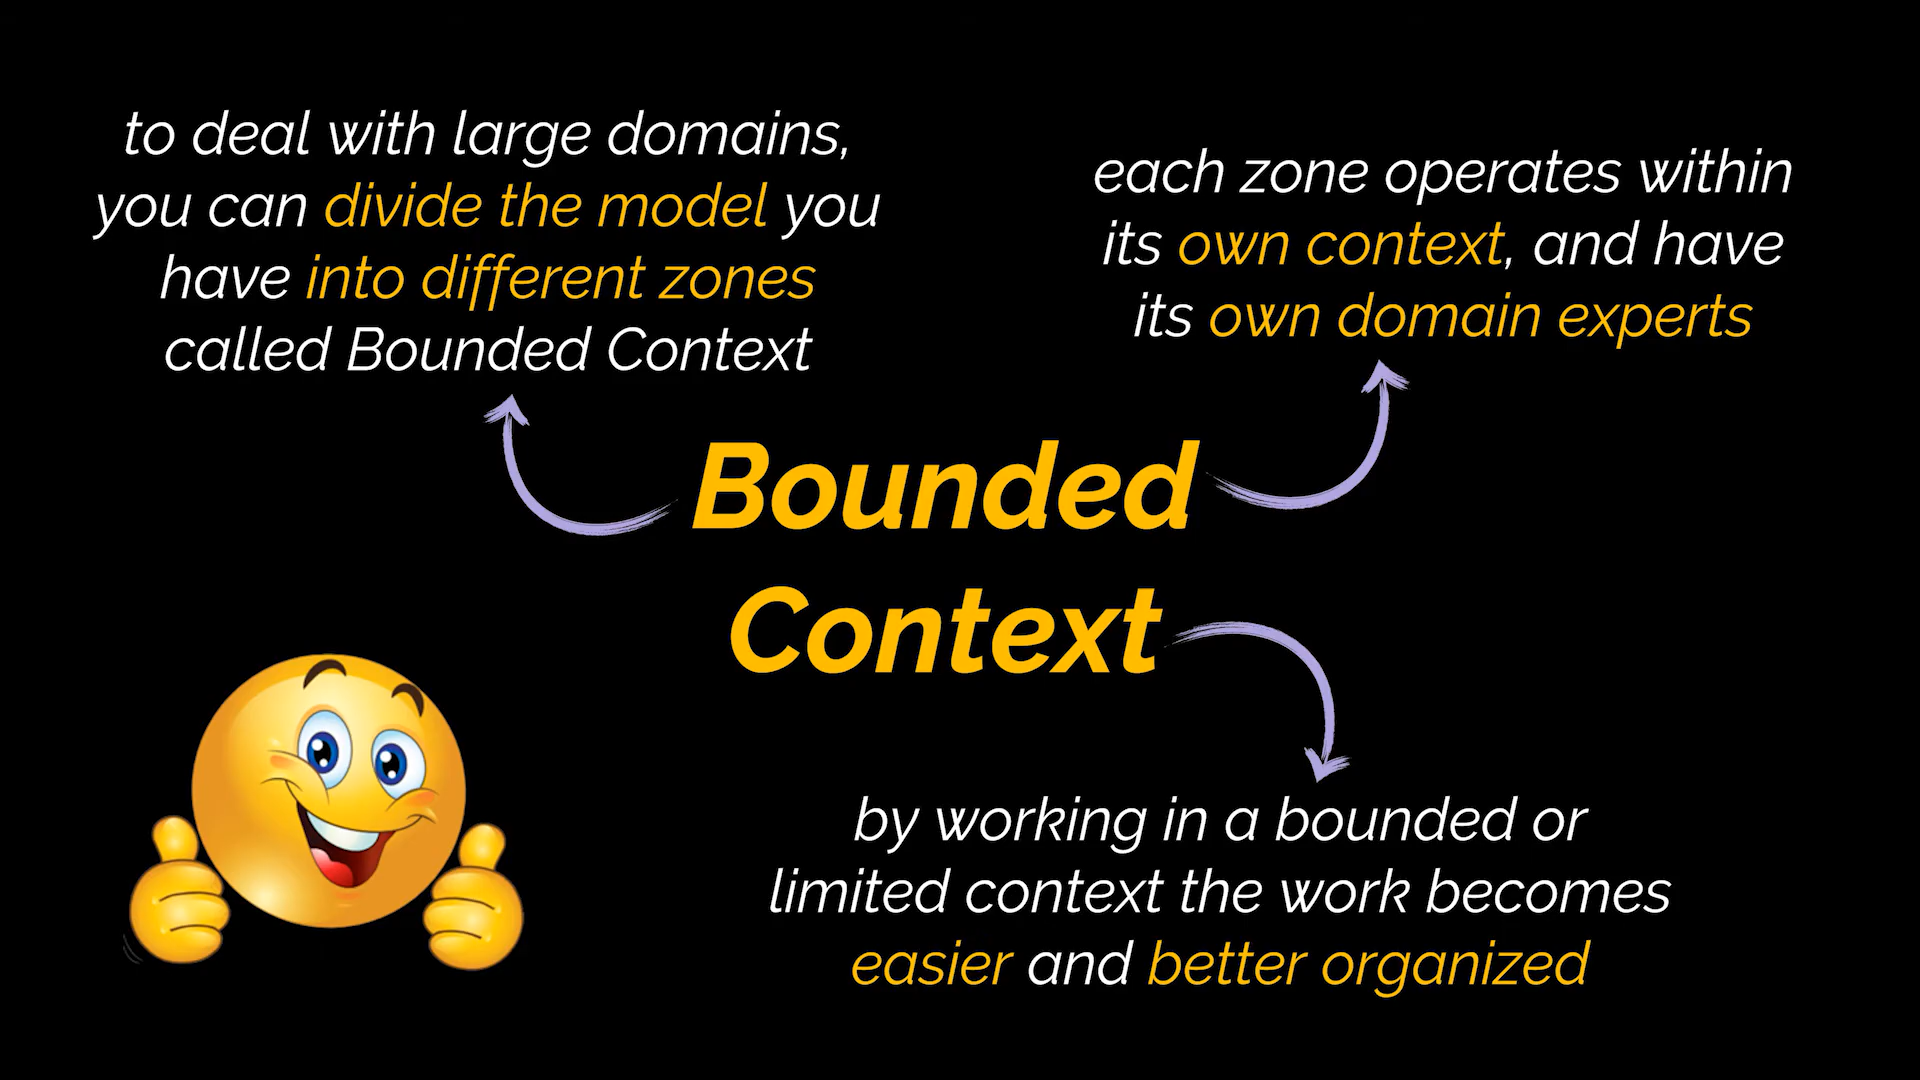 to deal with large domains,
you can divide the model you
have into different zones
called Bounded Context
each zone operates within
its own context, and have
its own domain experts
Bounded
Context
by working in a bounded or
limited context the work becomes
easier and better organized